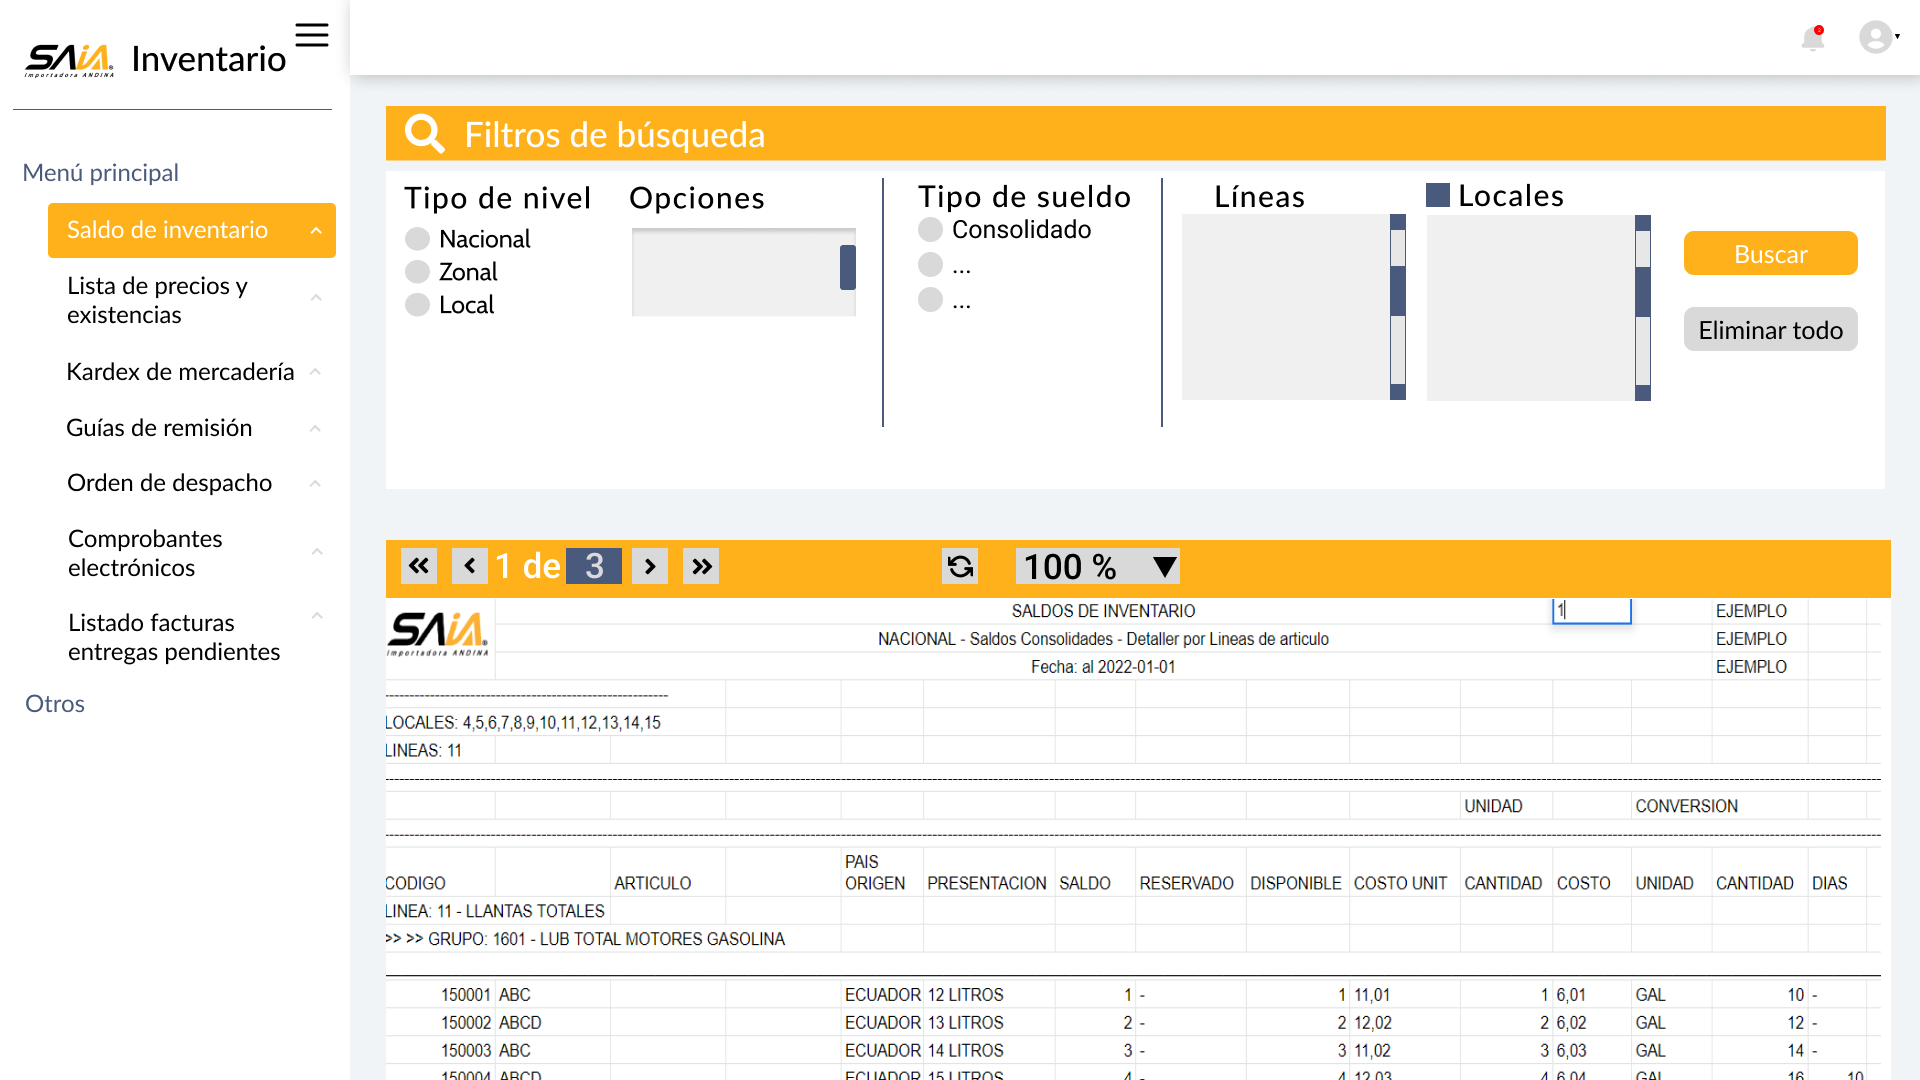 SAiA® Inventario
Importadora ANDINA
Menú principal
Saldo de inventario
Lista de precios y
existencias
Kardex de mercadería
Guías de remisión
Orden de despacho
Comprobantes
electrónicos
Listado facturas
entregas pendientes
Otros
Filtros de búsqueda
Tipo de nivel
Nacional
Zonal
Local
Opciones
Tipo de sueldo
Consolidado
...
...
Líneas
Locales
Buscar
Eliminar todo
1 de 3
100 %
SAiA®
Importadora ANDINA
SALDOS DE INVENTARIO 1 EJEMPLO
NACIONAL - Saldos Consolidades - Detaller por Lineas de articulo EJEMPLO
Fecha: al 2022-01-01 EJEMPLO
LOCALES: 4,5,6,7,8,9,10,11,12,13,14,15
LINEAS: 11
UNIDAD CONVERSION
CODIGO ARTICULO PAIS ORIGEN PRESENTACION SALDO RESERVADO DISPONIBLE COSTO UNIT CANTIDAD COSTO UNIDAD CANTIDAD DIAS
LINEA: 11 - LLANTAS TOTALES
>> >> GRUPO: 1601 - LUB TOTAL MOTORES GASOLINA
150001 ABC ECUADOR 12 LITROS 1 - 1 11,01 1 6,01 GAL 10 -
150002 ABCD ECUADOR 13 LITROS 2 - 2 12,02 2 6,02 GAL 12 -
150003 ABC ECUADOR 14 LITROS 3 - 3 11,02 3 6,03 GAL 14 -
150004 ABCD ECUADOR 15 LITROS 4 - 4 12,03 4 6,04 GAL 16 10